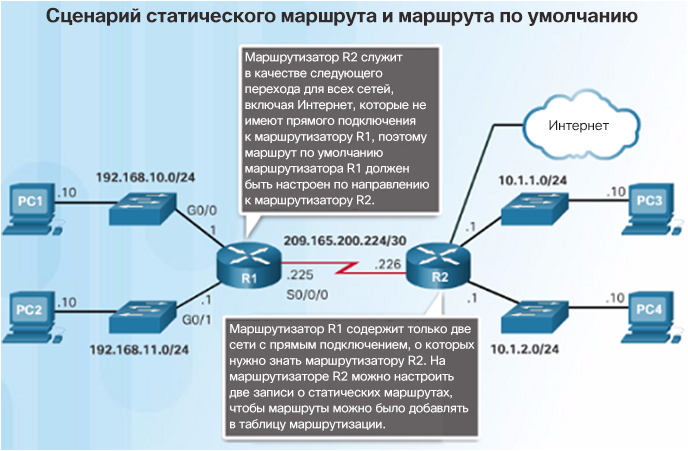 Сценарий статического маршрута и маршрута по умолчанию
Маршрутизатор R2 служит
в качестве следующего
перехода для всех сетей,
включая Интернет, которые не
имеют прямого подключения
к маршрутизатору R1, поэтому
маршрут по умолчанию
маршрутизатора R1 должен
быть настроен по направлению
к маршрутизатору R2.
Интернет
192.168.10.0/24
10.1.1.0/24
PC1
.10
G0/0
.1
.1
.10
PC3
209.165.200.224/30
R1
.225
S0/0/0
.226
R2
PC2
.10
.1
G0/1
192.168.11.0/24
.1
.10
PC4
10.1.2.0/24
Маршрутизатор R1 содержит только две
сети с прямым подключением, о которых
нужно знать маршрутизатору R2. На
маршрутизаторе R2 можно настроить
две записи о статических маршрутах,
чтобы маршруты можно было добавлять
в таблицу маршрутизации.